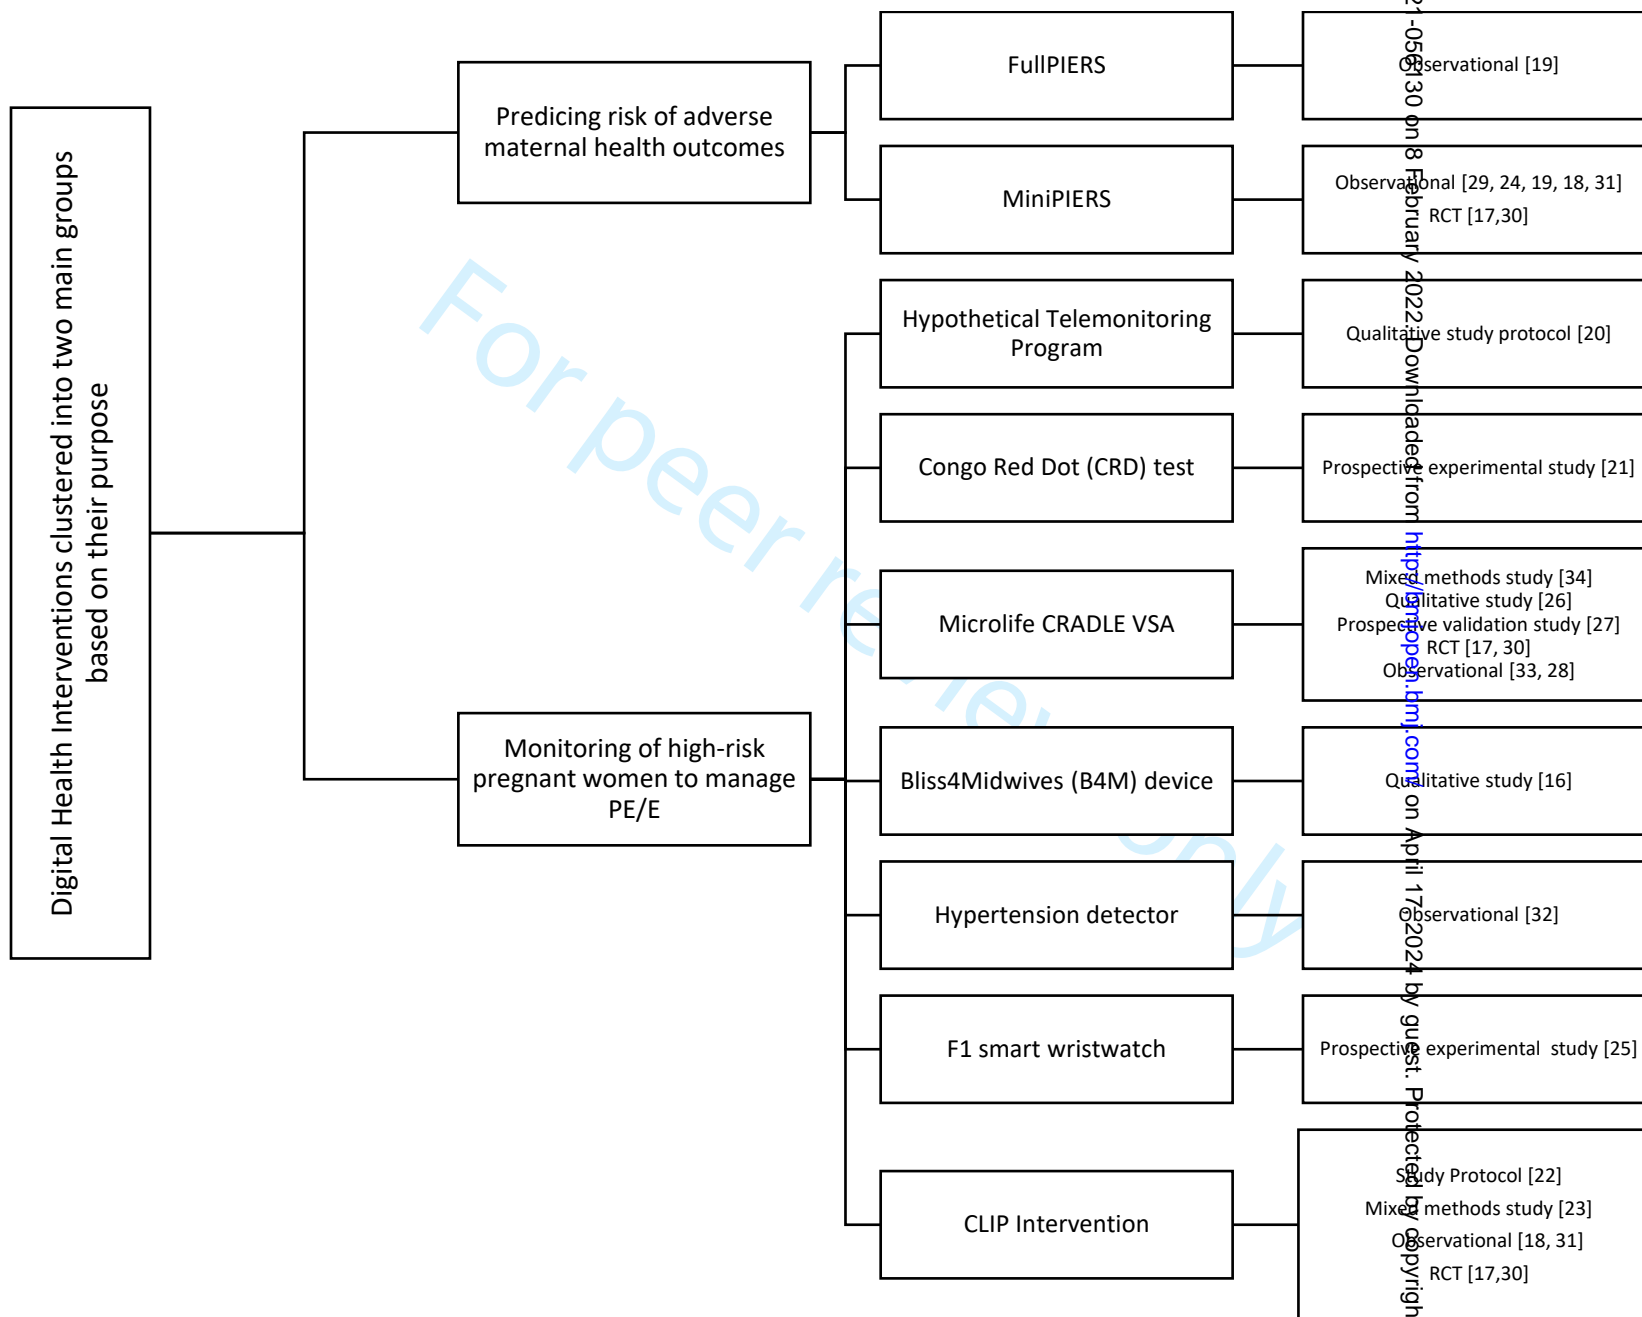 Digital Health Interventions clustered into two main groups
based on their purpose
Predicing risk of adverse
maternal health outcomes
FullPIERS
Observational [19]
MiniPIERS
Observational [29, 24, 19, 18, 31]
RCT [17,30]
Monitoring of high-risk
pregnant women to manage
PE/E
Hypothetical Telemonitoring
Program
Qualitative study protocol [20]
Congo Red Dot (CRD) test
Prospective experimental study [21]
Microlife CRADLE VSA
Mixed methods study [34]
Qualitative study [26]
Prospective validation study [27]
RCT [17, 30]
Observational [33, 28]
Bliss4Midwives (B4M) device
Qualitative study [16]
Hypertension detector
Observational [32]
F1 smart wristwatch
Prospective experimental  study [25]
CLIP Intervention
Study Protocol [22]
Mixed methods study [23]
Observational [18, 31]
RCT [17,30]
For peer review only
21-056130 on 8 February 2022. Downloaded from http://bmjopen.bmj.com/ on April 17, 2024 by guest. Protected by copyrigh